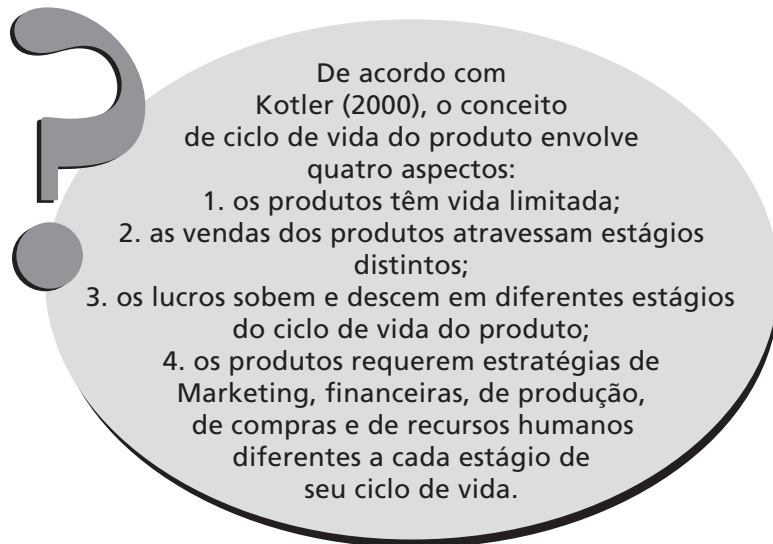 De acordo com
Kotler (2000), o conceito
de ciclo de vida do produto envolve
quatro aspectos:
1. os produtos têm vida limitada;
2. as vendas dos produtos atravessam estágios
distintos;
3. os lucros sobem e descem em diferentes estágios
do ciclo de vida do produto;
4. os produtos requerem estratégias de
Marketing, financeiras, de produção,
de compras e de recursos humanos
diferentes a cada estágio de
seu ciclo de vida.